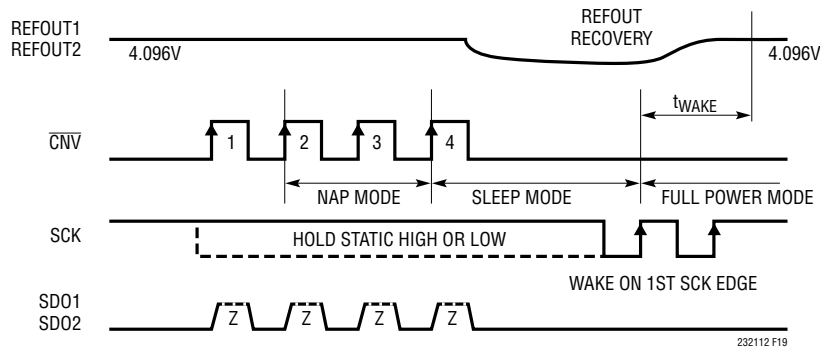 REFOUT1
REFOUT2
4.096V
REFOUT
RECOVERY
4.096V
tWAKE
CNV
1
2
3
4
NAP MODE
SLEEP MODE
FULL POWER MODE
SCK
HOLD STATIC HIGH OR LOW
WAKE ON 1ST SCK EDGE
SDO1
SDO2
Z
Z
Z
Z
232112 F19